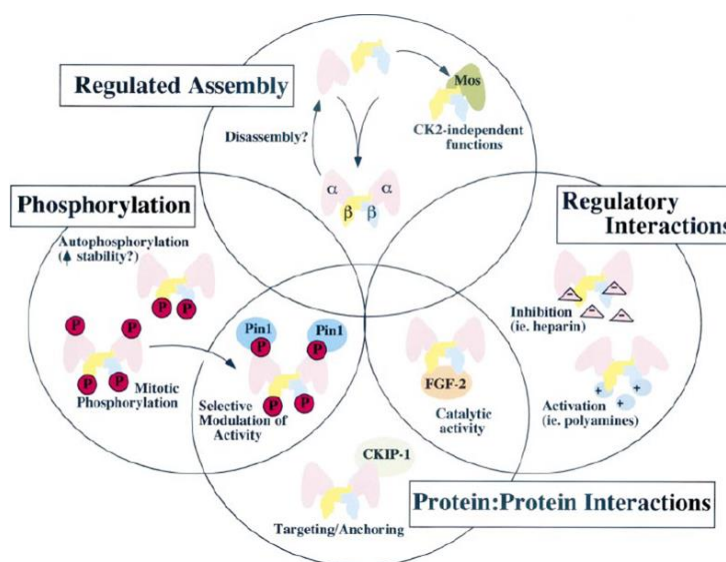 Regulated Assembly
Mos
Disassembly?
CK2-independent
functions
α α
β β
Phosphorylation
Regulatory
Interactions
Autophosphorylation
( stability?)
P P
P P
P P
Mitotic
Phosphorylation
Pin1 Pin1
P P
P P
Selective
Modulation of
Activity
FGF-2
Catalytic
activity
- -
- -
Inhibition
(ie. heparin)
+ +
+
Activation
(ie. polyamines)
CKIP-1
Targeting/Anchoring
Protein:Protein Interactions